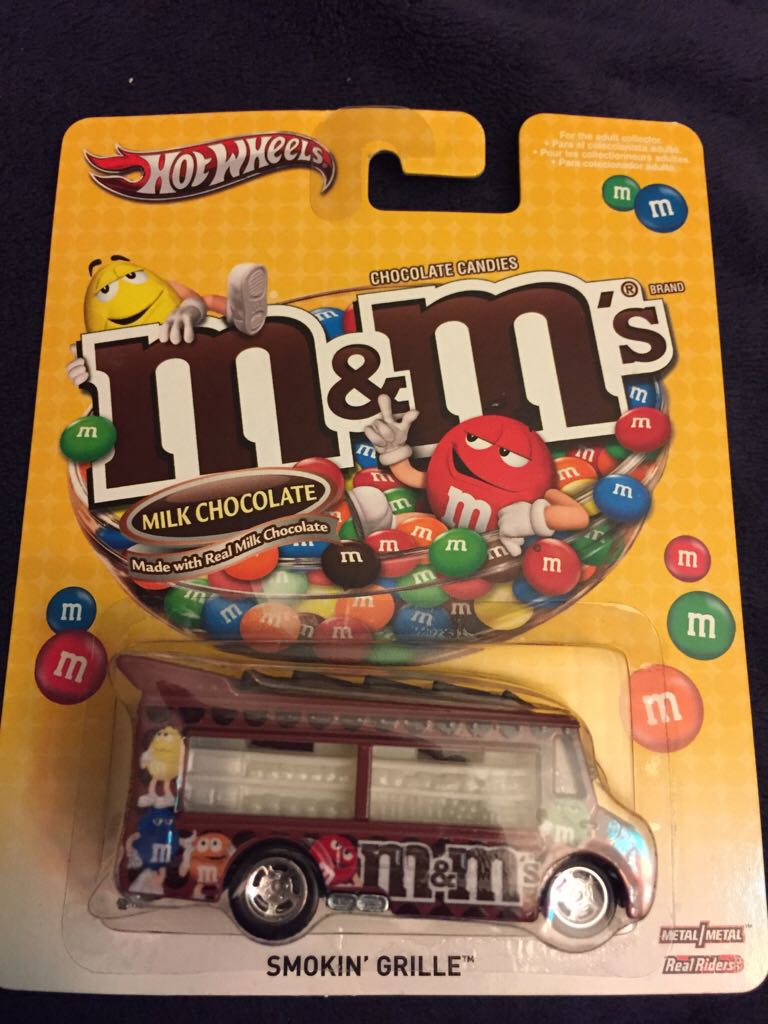 HOT WHEELS
For the adult collector.
• Para el coleccionista adulto.
• Pour les collectionneurs adultes.
• Para colecionador adulto.
m
m
CHOCOLATE CANDIES
m&m's® BRAND
MILK CHOCOLATE
Made with Real Milk Chocolate
m
m
m
m
m
m
m
m
m
m
m
m
m
m
m&m's
SMOKIN' GRILLE™
METAL/METAL™
Real Riders®